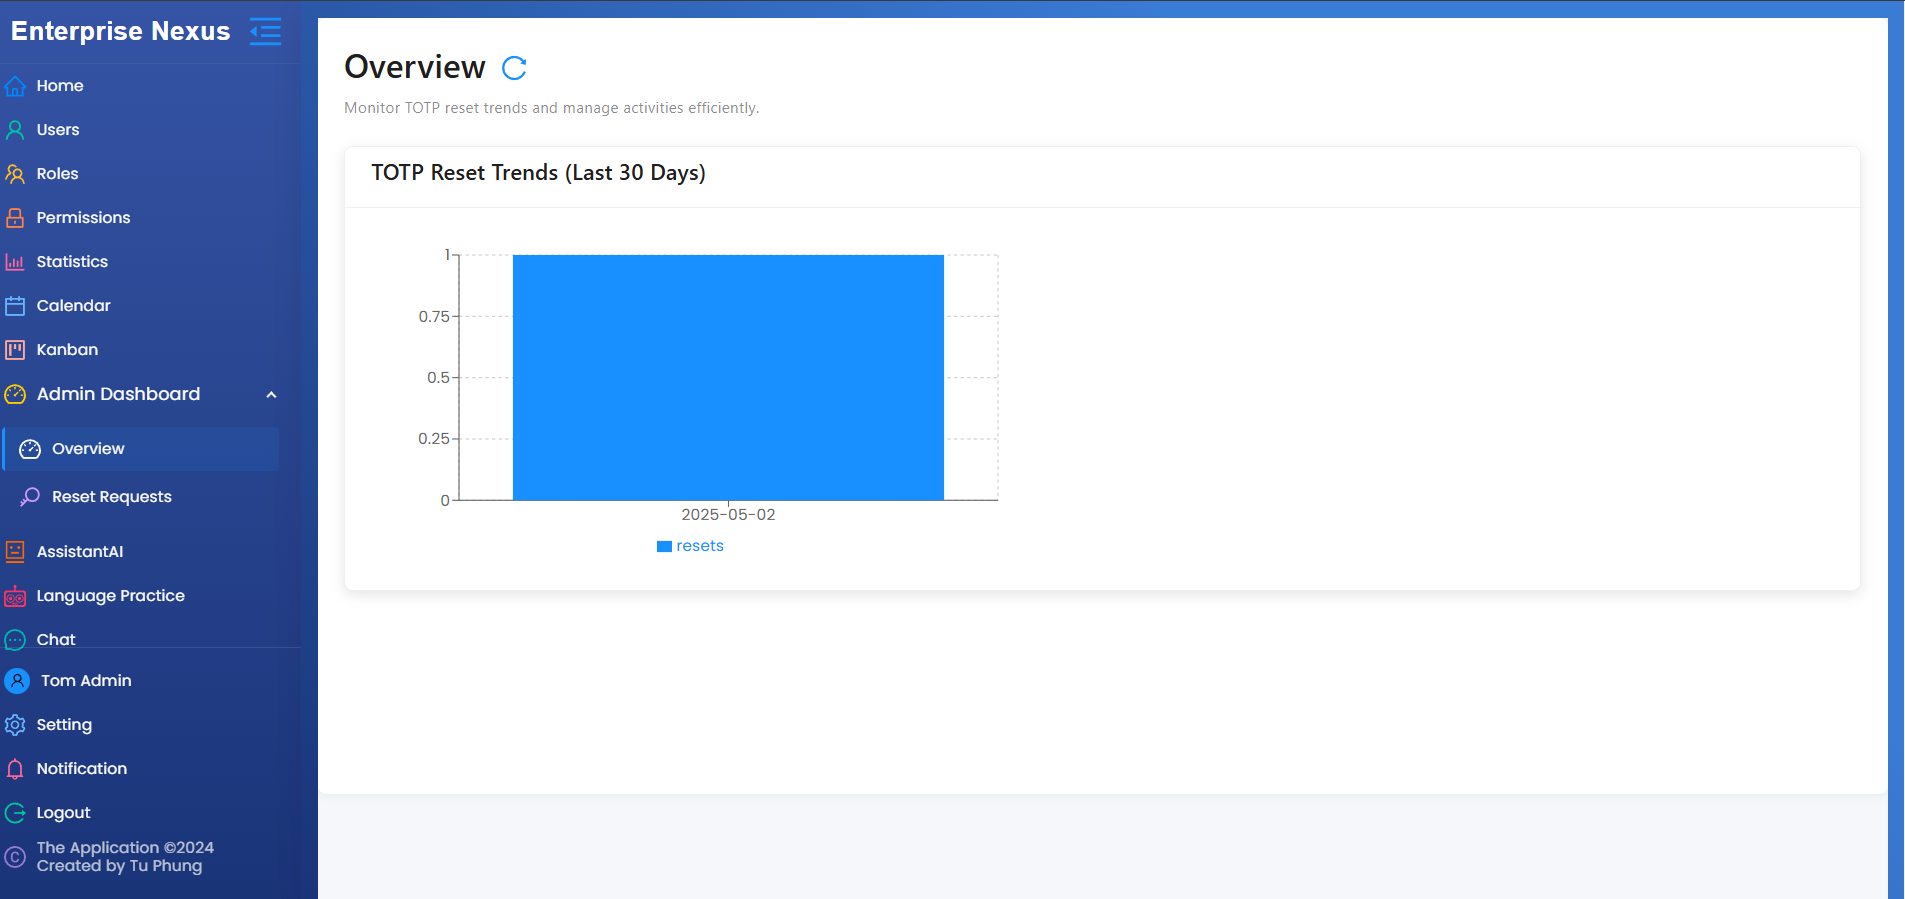 Enterprise Nexus
Home
Users
Roles
Permissions
Statistics
Calendar
Kanban
Admin Dashboard
Overview
Reset Requests
AssistantAI
Language Practice
Chat
Tom Admin
Setting
Notification
Logout
The Application ©2024
Created by Tu Phung
Overview
Monitor TOTP reset trends and manage activities efficiently.
TOTP Reset Trends (Last 30 Days)
1
0.75
0.5
0.25
0
2025-05-02
resets